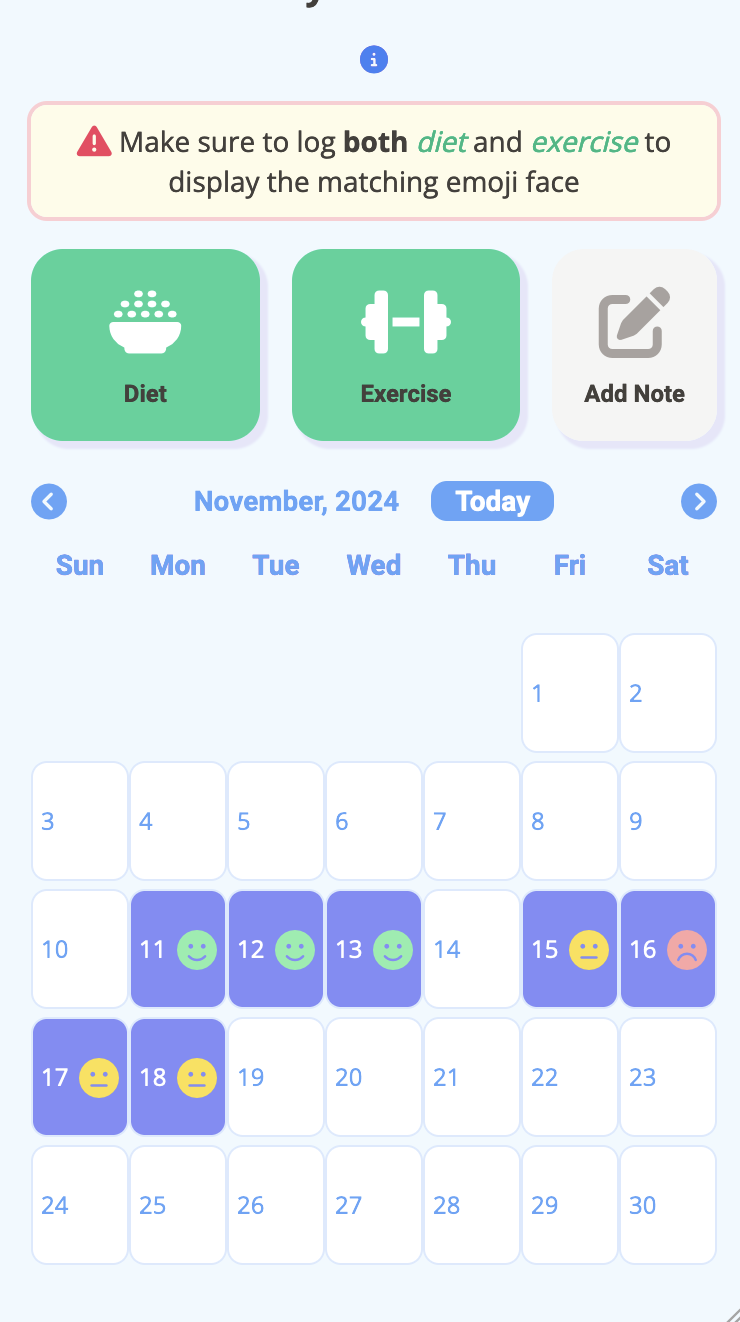 Make sure to log both diet and exercise to
display the matching emoji face
Diet Exercise Add Note
November, 2024 Today
Sun Mon Tue Wed Thu Fri Sat
1 2
3 4 5 6 7 8 9
10 11 12 13 14 15 16
17 18 19 20 21 22 23
24 25 26 27 28 29 30